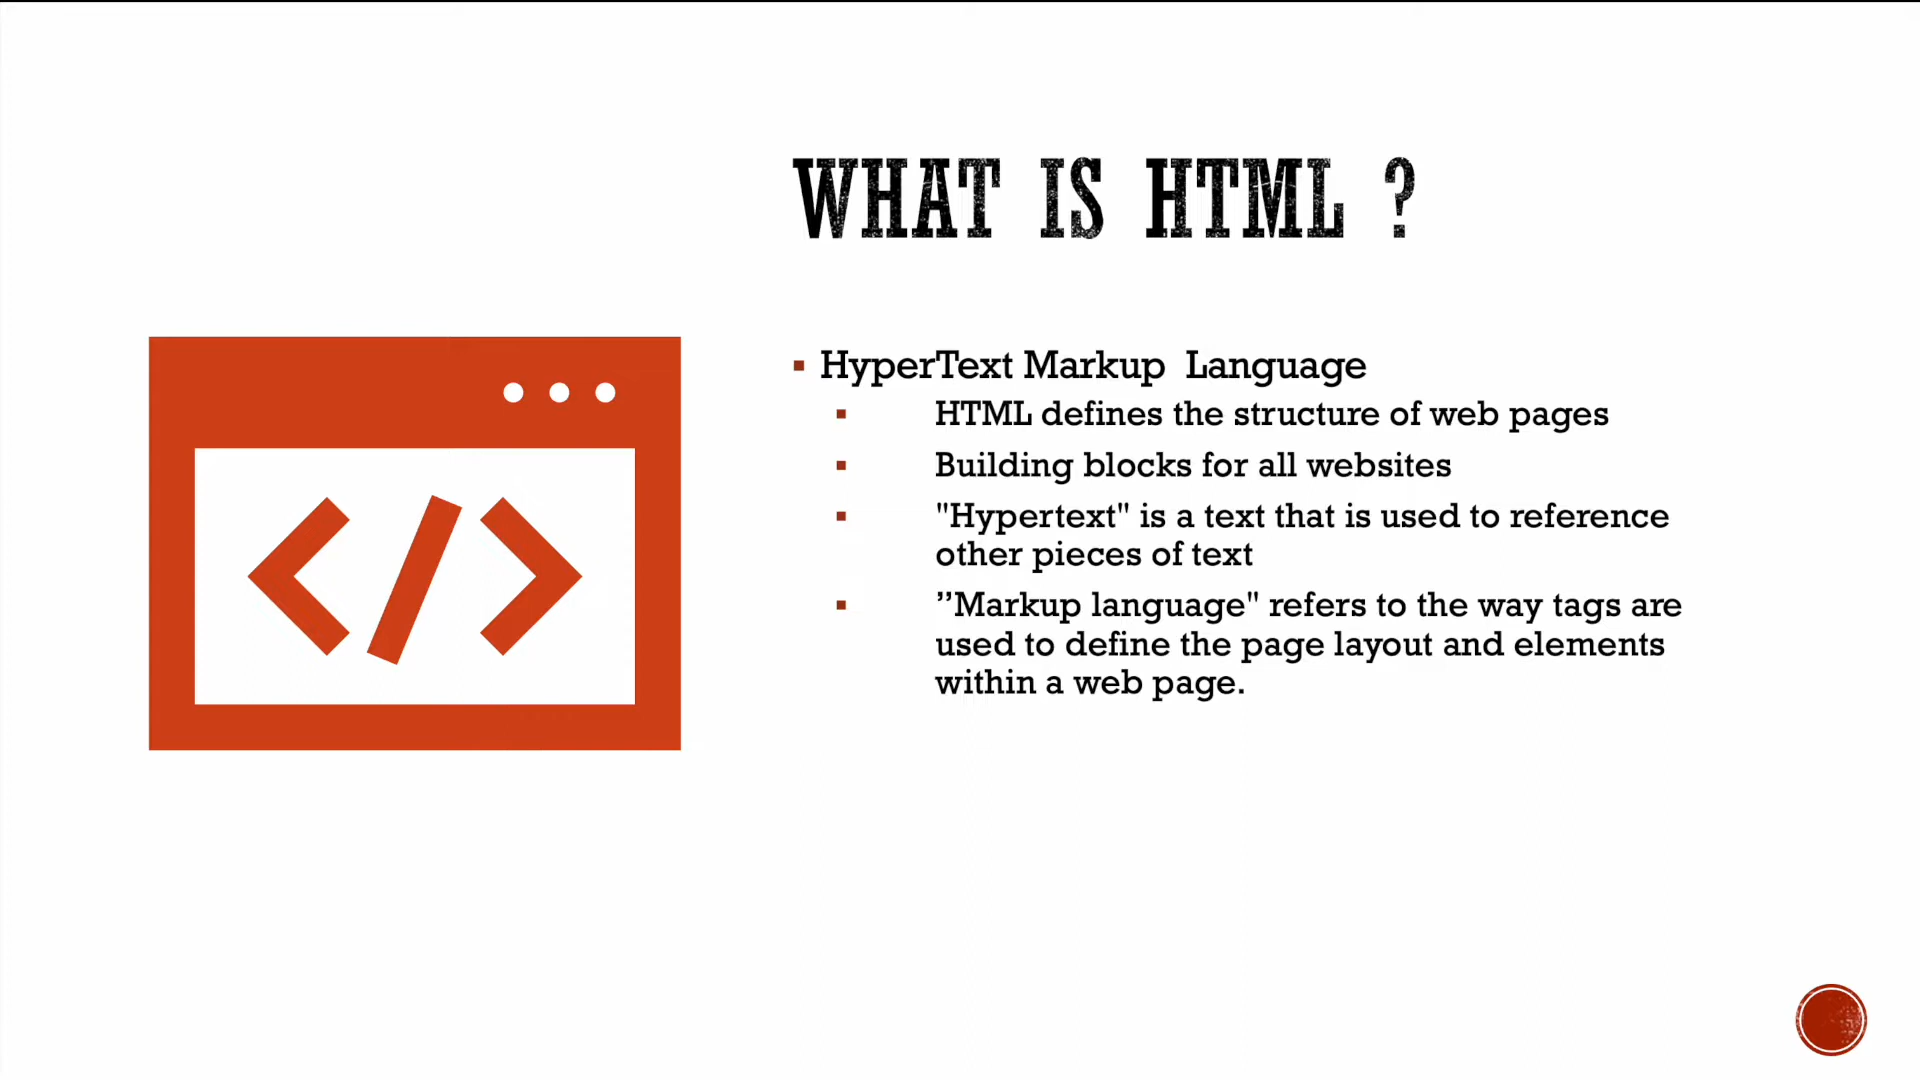 WHAT IS HTML ?
HyperText Markup  Language
HTML defines the structure of web pages
Building blocks for all websites
"Hypertext" is a text that is used to reference
other pieces of text
”Markup language" refers to the way tags are
used to define the page layout and elements
within a web page.